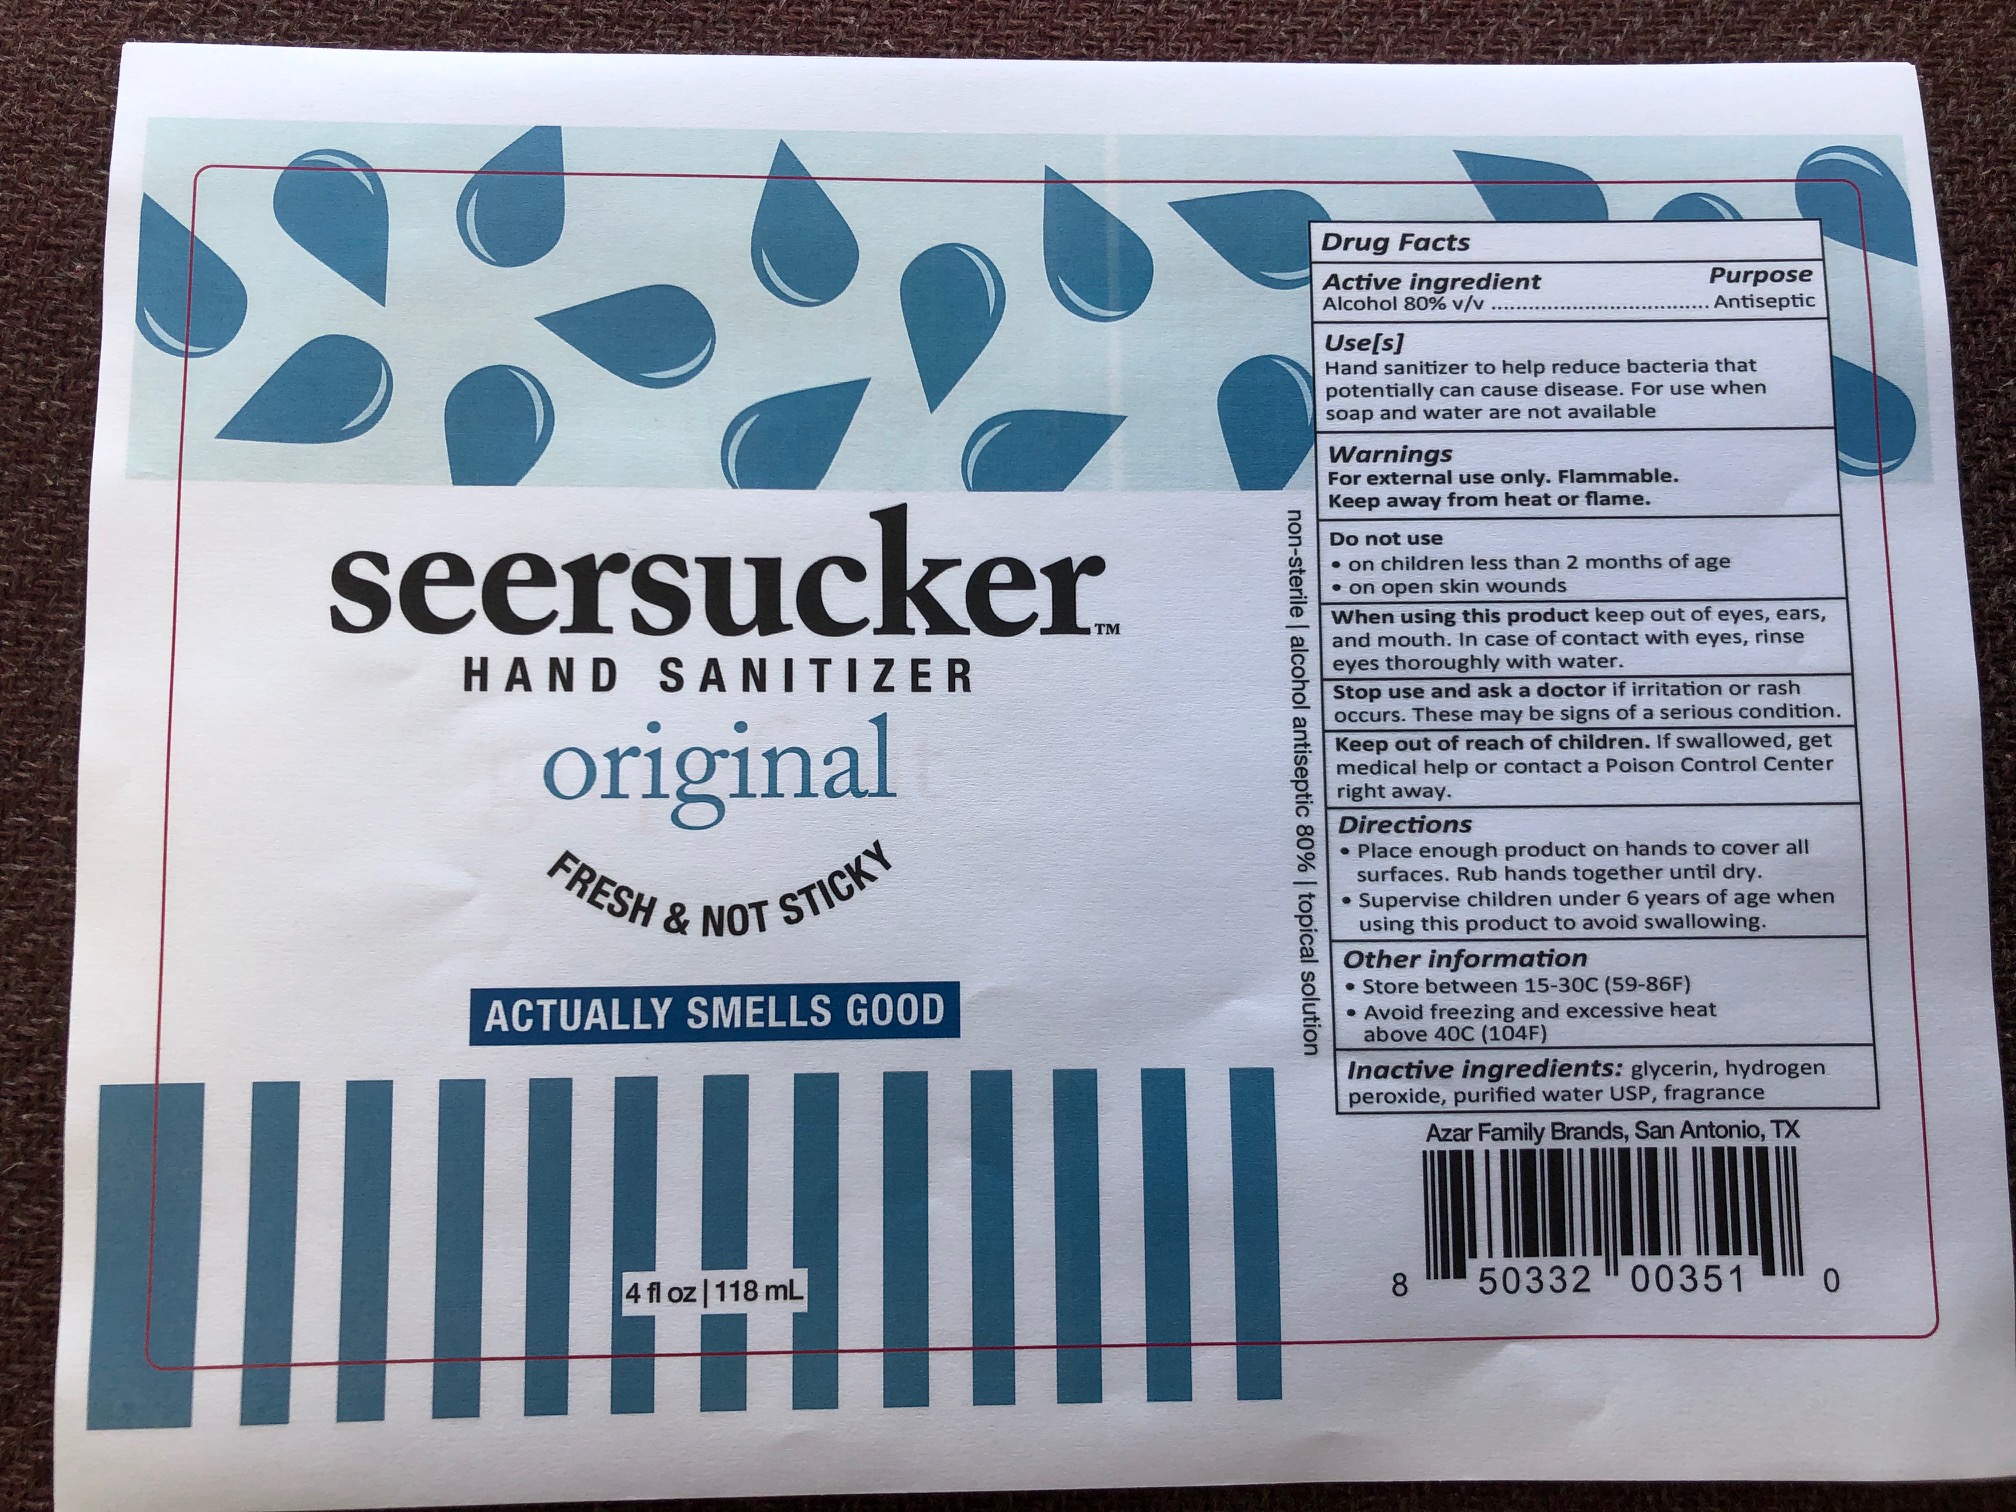 seersucker™
HAND SANITIZER
original
FRESH & NOT STICKY
ACTUALLY SMELLS GOOD
4 fl oz | 118 mL
non-sterile | alcohol antiseptic 80% | topical solution
Drug Facts
Active ingredient Purpose
Alcohol 80% v/v .................................... Antiseptic
Use[s]
Hand sanitizer to help reduce bacteria that
potentially can cause disease. For use when
soap and water are not available
Warnings
For external use only. Flammable.
Keep away from heat or flame.
Do not use
• on children less than 2 months of age
• on open skin wounds
When using this product keep out of eyes, ears,
and mouth. In case of contact with eyes, rinse
eyes thoroughly with water.
Stop use and ask a doctor if irritation or rash
occurs. These may be signs of a serious condition.
Keep out of reach of children. If swallowed, get
medical help or contact a Poison Control Center
right away.
Directions
• Place enough product on hands to cover all
surfaces. Rub hands together until dry.
• Supervise children under 6 years of age when
using this product to avoid swallowing.
Other information
• Store between 15-30C (59-86F)
• Avoid freezing and excessive heat
above 40C (104F)
Inactive ingredients: glycerin, hydrogen
peroxide, purified water USP, fragrance
Azar Family Brands, San Antonio, TX
8 50332 00351 0